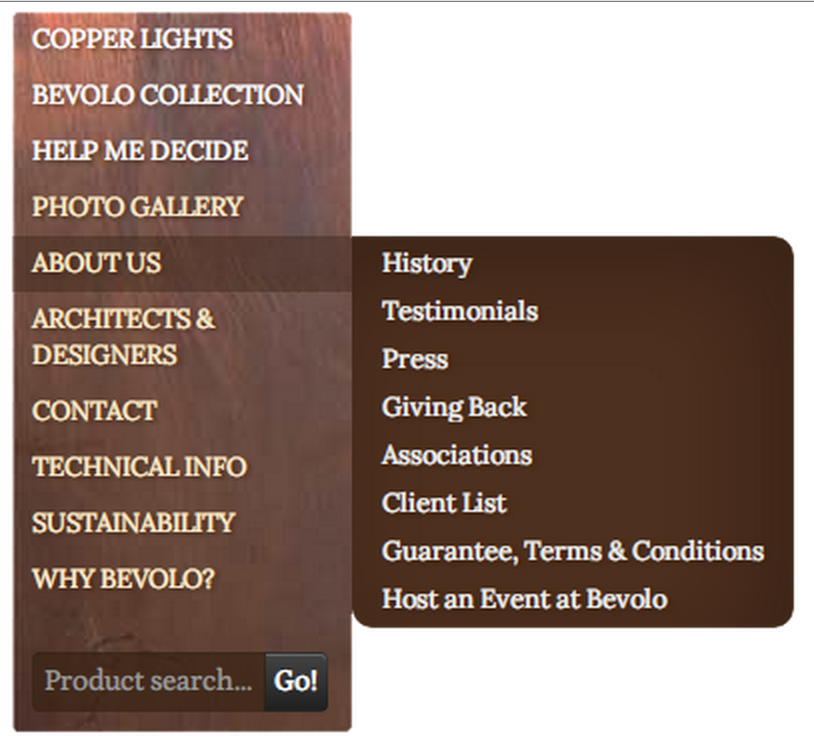 COPPER LIGHTS
BEVOLO COLLECTION
HELP ME DECIDE
PHOTO GALLERY
ABOUT US
ARCHITECTS &
DESIGNERS
CONTACT
TECHNICAL INFO
SUSTAINABILITY
WHY BEVOLO?
Product search...
Go!
History
Testimonials
Press
Giving Back
Associations
Client List
Guarantee, Terms & Conditions
Host an Event at Bevolo